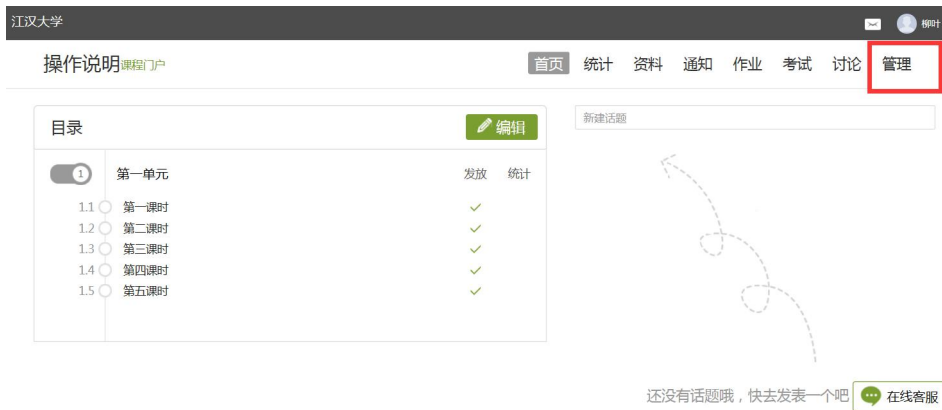 江汉大学
柳叶
操作说明 课程门户
首页 统计 资料 通知 作业 考试 讨论 管理
目录
编辑
新建话题
1 第一单元 发放 统计
1.1 第一课时
1.2 第二课时
1.3 第三课时
1.4 第四课时
1.5 第五课时
还没有话题哦，快去发表一个吧
在线客服